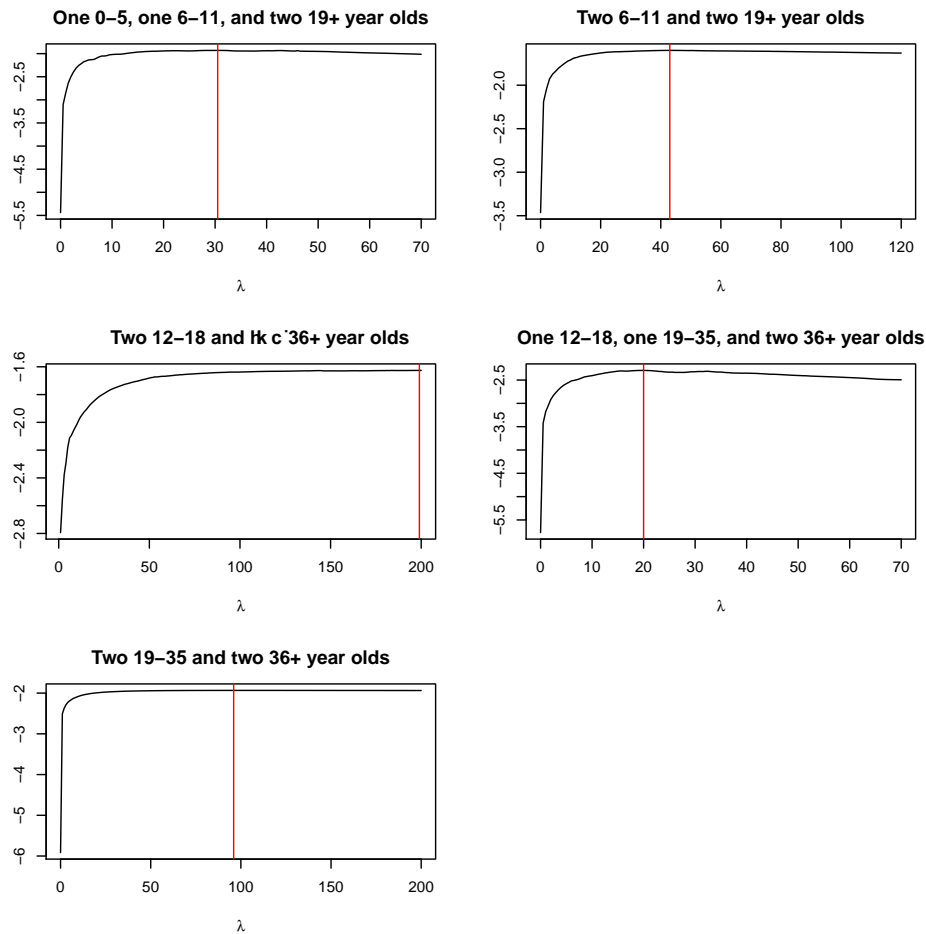 One 0−5, one 6−11, and two 19+ year olds
−2.5
−3.5
−4.5
−5.5
0 10 20 30 40 50 60 70
λ
Two 6−11 and two 19+ year olds
−2.0
−2.5
−3.0
−3.5
0 20 40 60 80 100 120
λ
Two 12−18 and 36+ year olds
−1.6
−2.0
−2.4
−2.8
0 50 100 150 200
λ
One 12−18, one 19−35, and two 36+ year olds
−2.5
−3.5
−4.5
−5.5
0 10 20 30 40 50 60 70
λ
Two 19−35 and two 36+ year olds
−2
−3
−4
−5
−6
0 50 100 150 200
λ